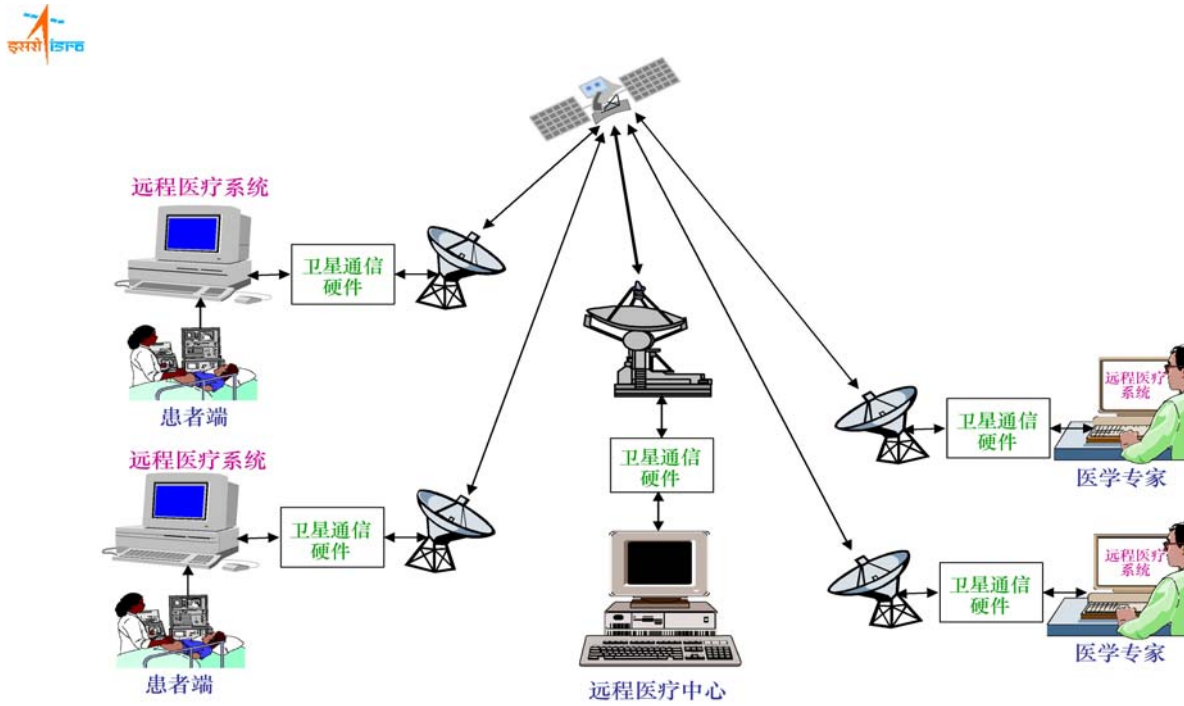 इसरो isro
远程医疗系统
卫星通信
硬件
患者端
远程医疗系统
卫星通信
硬件
患者端
卫星通信
硬件
远程医疗中心
卫星通信
硬件
远程医疗
系统
医学专家
卫星通信
硬件
远程医疗
系统
医学专家